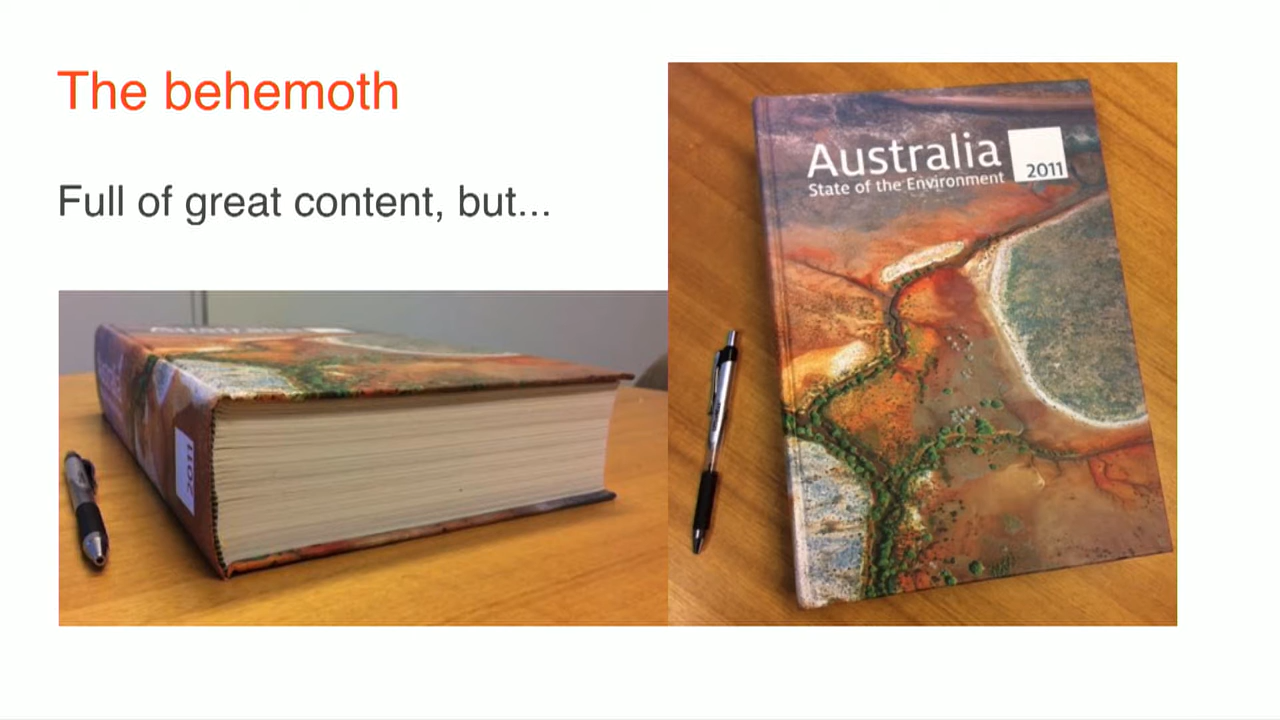 The behemoth
Full of great content, but...
Australia
State of the Environment
2011
2011